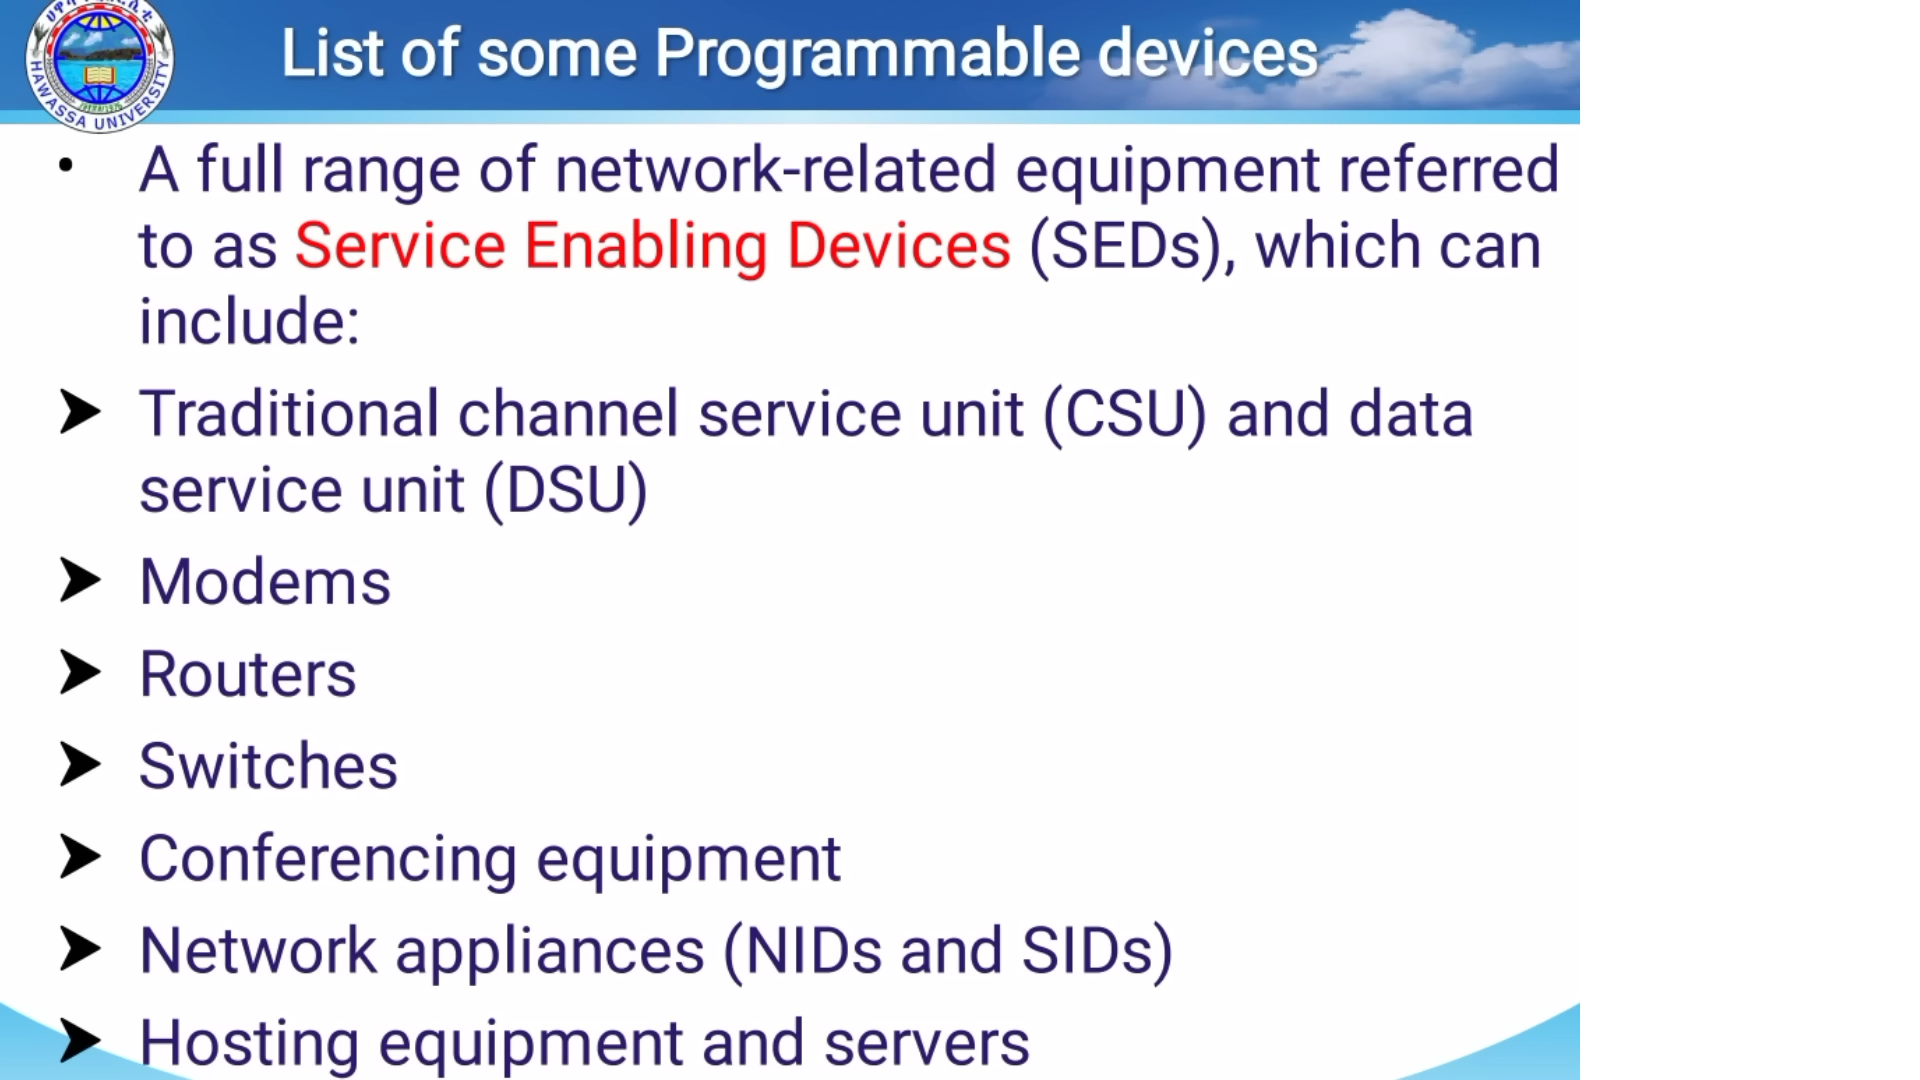 HAWASSA UNIVERSITY
List of some Programmable devices
• A full range of network-related equipment referred
to as Service Enabling Devices (SEDs), which can
include:
➤ Traditional channel service unit (CSU) and data
service unit (DSU)
➤ Modems
➤ Routers
➤ Switches
➤ Conferencing equipment
➤ Network appliances (NIDs and SIDs)
➤ Hosting equipment and servers